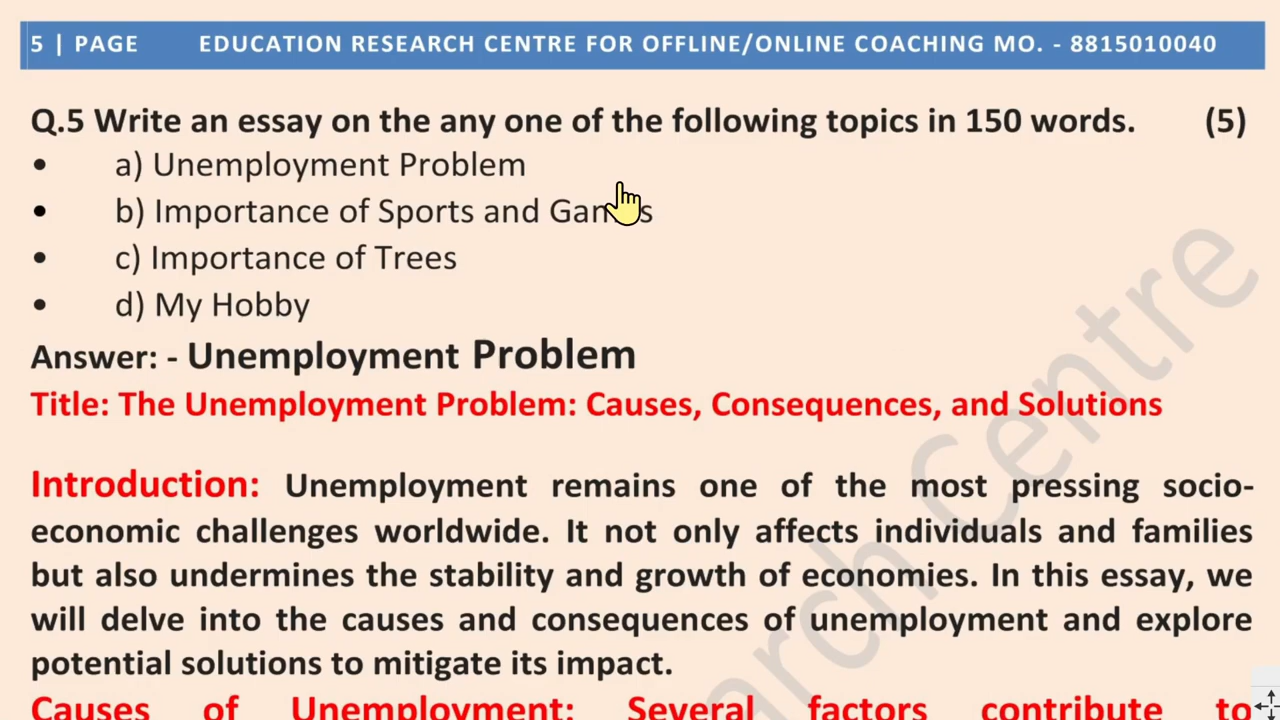 5 | PAGE EDUCATION RESEARCH CENTRE FOR OFFLINE/ONLINE COACHING MO. - 8815010040
Q.5 Write an essay on the any one of the following topics in 150 words. (5)
• a) Unemployment Problem
• b) Importance of Sports and Games
• c) Importance of Trees
• d) My Hobby
Answer: - Unemployment Problem
Title: The Unemployment Problem: Causes, Consequences, and Solutions
Introduction: Unemployment remains one of the most pressing socio-
economic challenges worldwide. It not only affects individuals and families
but also undermines the stability and growth of economies. In this essay, we
will delve into the causes and consequences of unemployment and explore
potential solutions to mitigate its impact.
Causes of Unemployment: Several factors contribute to
arch Centre